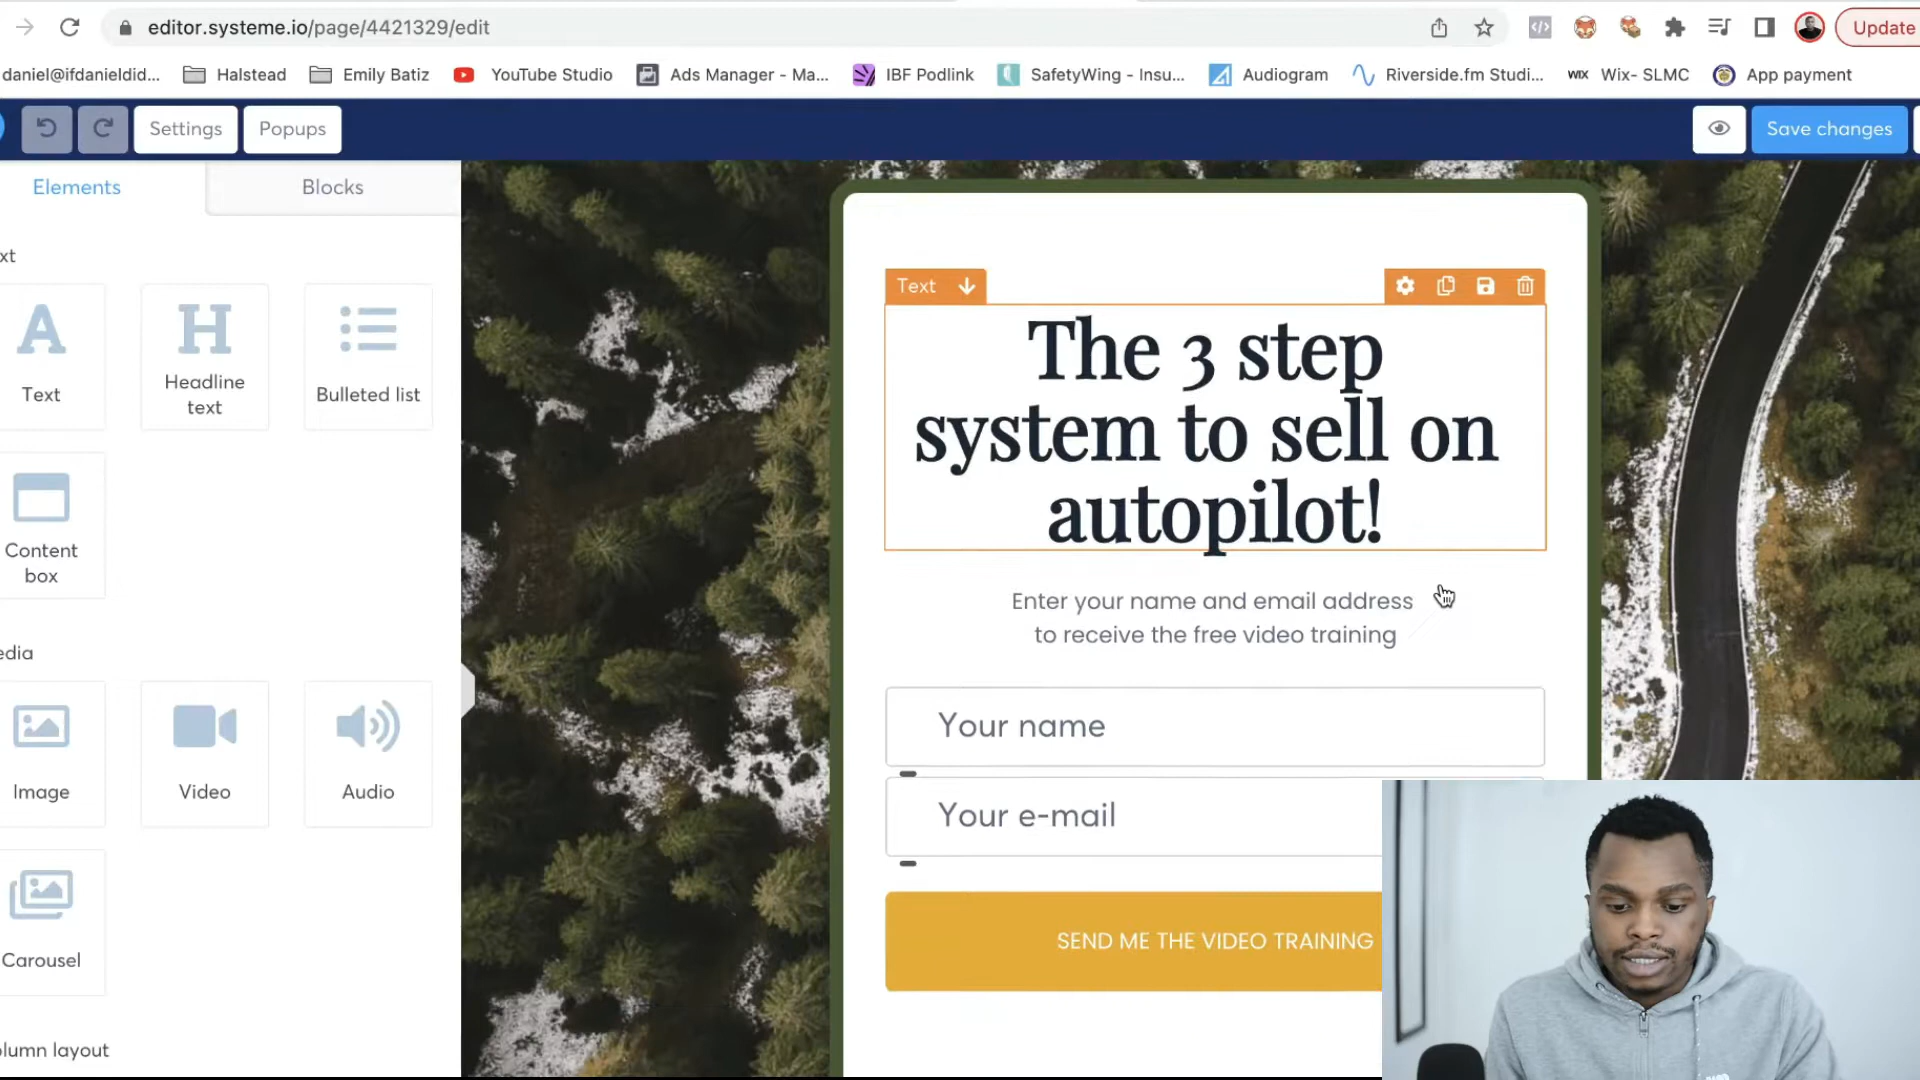 editor.systeme.io/page/4421329/edit
Update
daniel@ifdanieldid...
Halstead
Emily Batiz
YouTube Studio
Ads Manager - Ma...
IBF Podlink
SafetyWing - Insu...
Audiogram
Riverside.fm Studi...
WIX
Wix- SLMC
App payment
Settings
Popups
Save changes
Elements
Blocks
xt
Text
Headline
text
Bulleted list
Content
box
edia
Image
Video
Audio
Carousel
lumn layout
Text
The 3 step
system to sell on
autopilot!
Enter your name and email address
to receive the free video training
Your name
Your e-mail
SEND ME THE VIDEO TRAINING